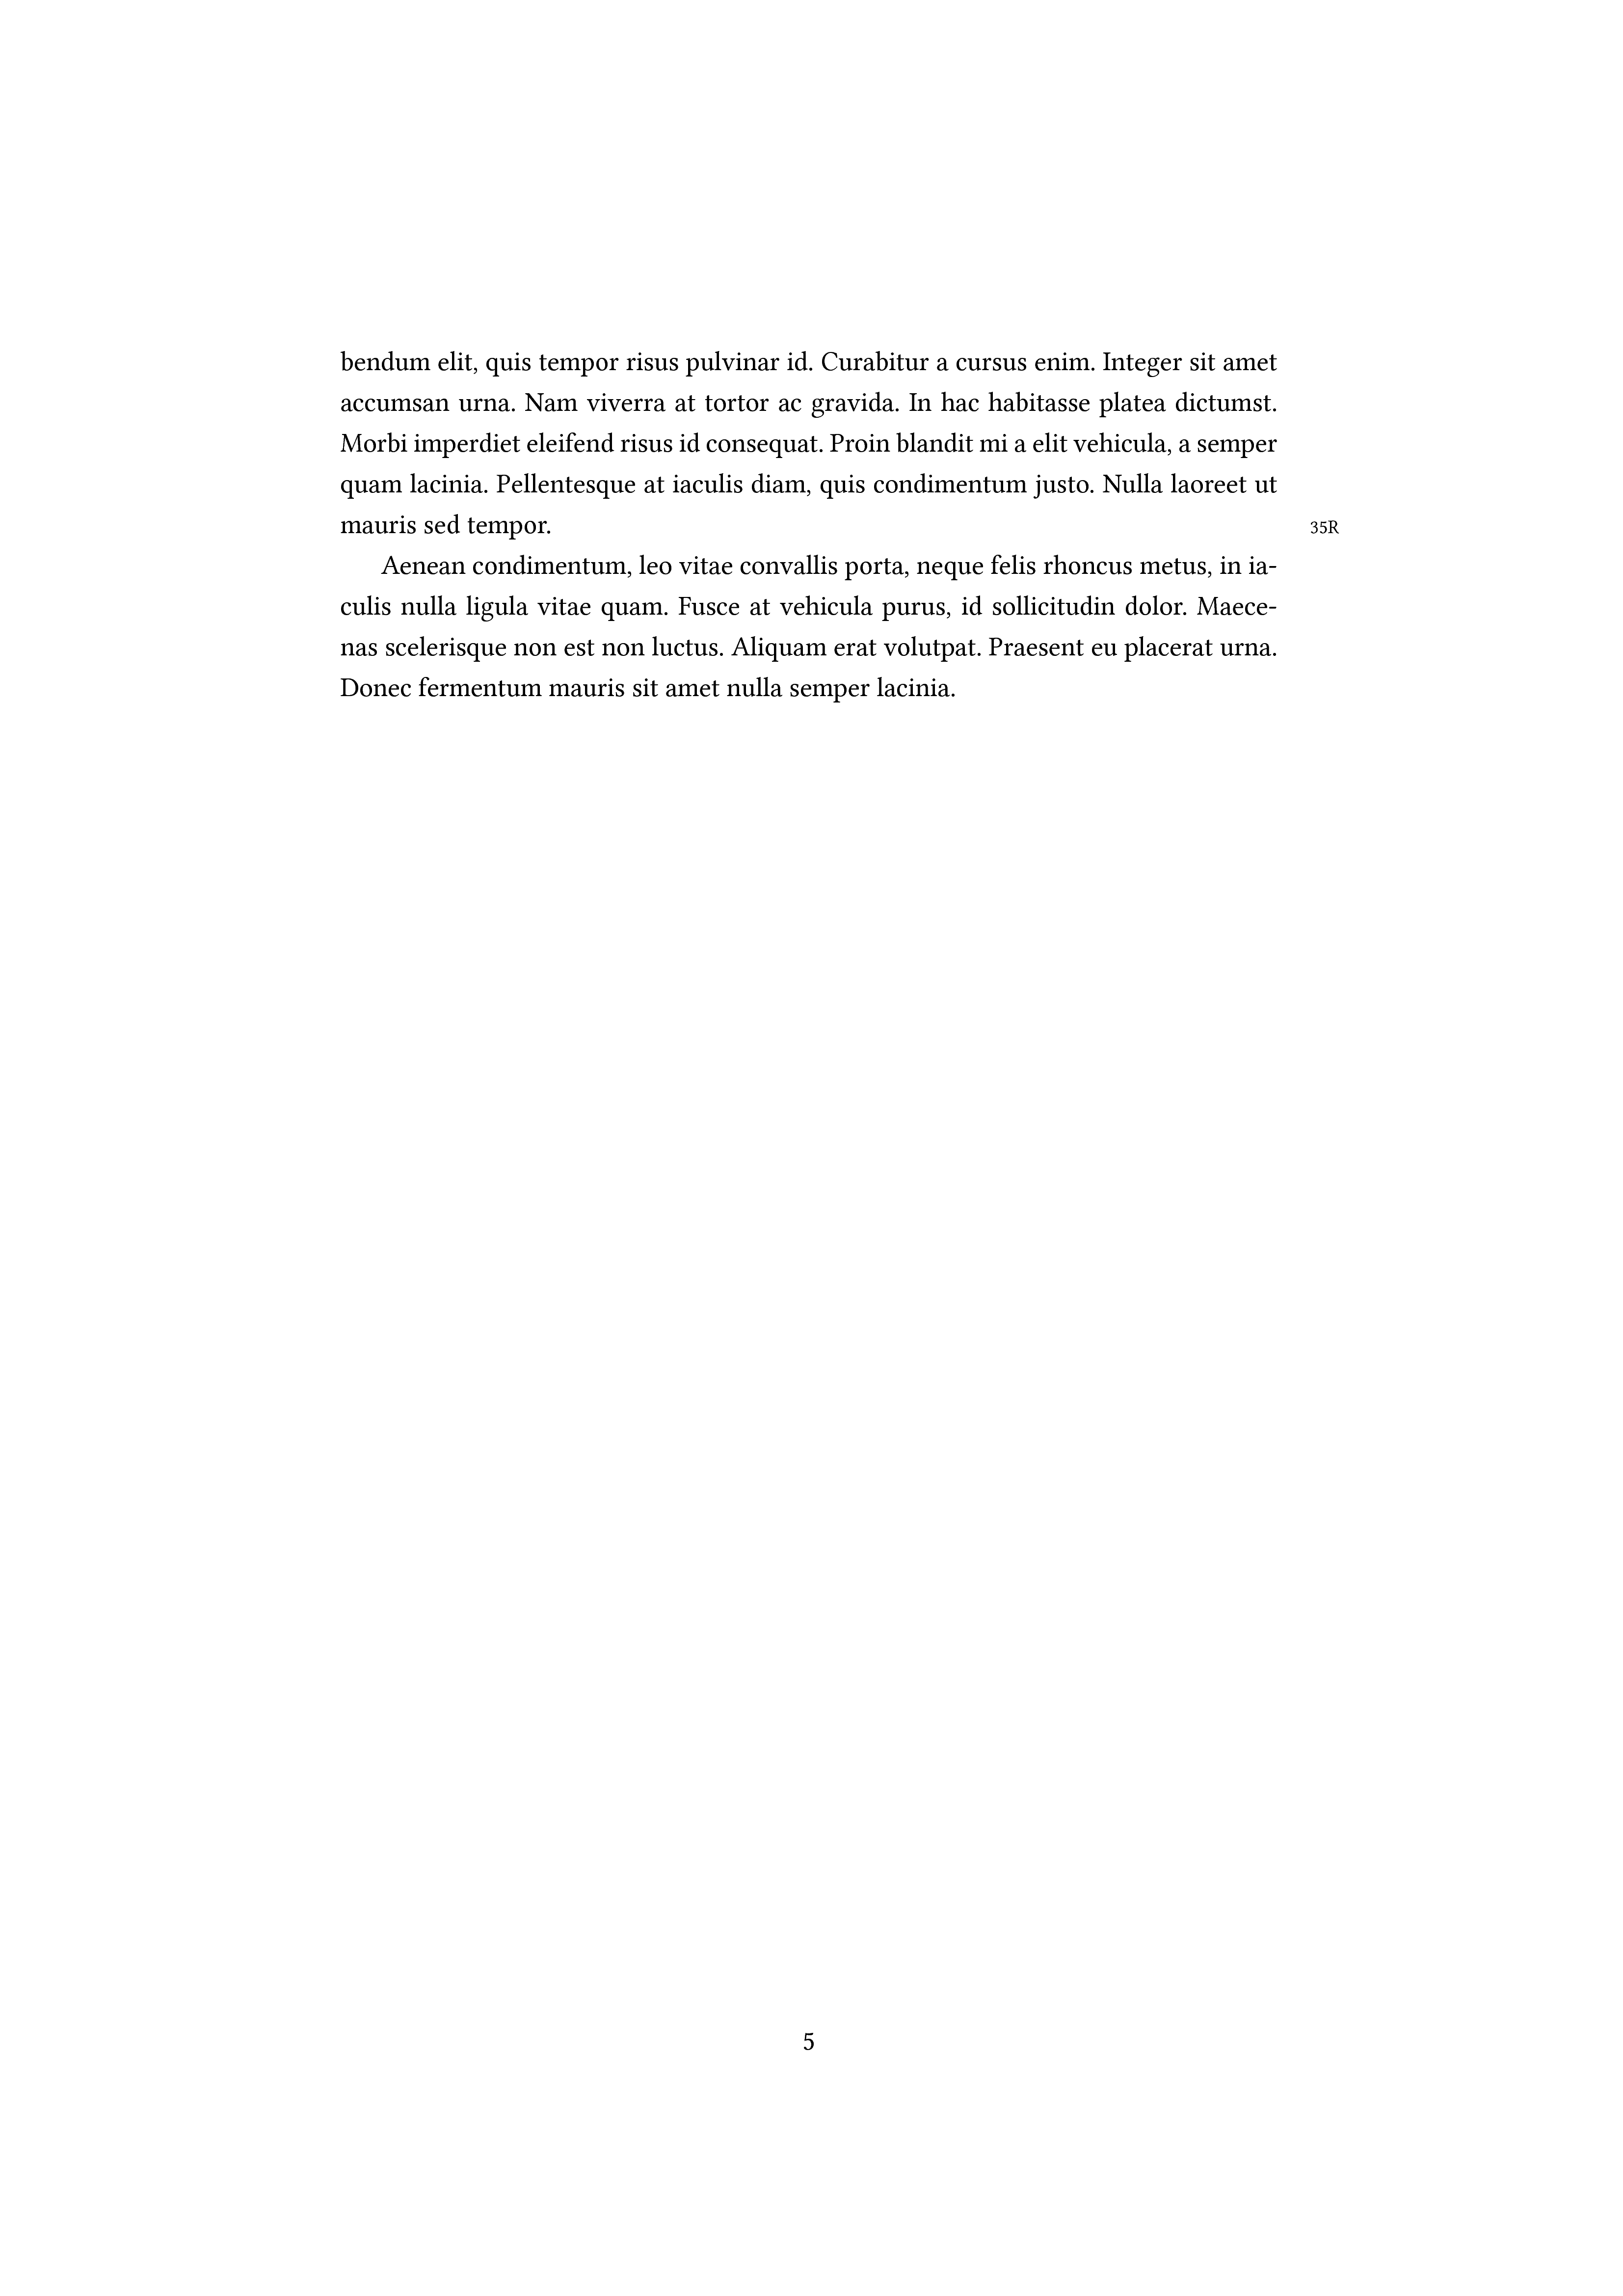 bendum elit, quis tempor risus pulvinar id. Curabitur a cursus enim. Integer sit amet
accumsan urna. Nam viverra at tortor ac gravida. In hac habitasse platea dictumst.
Morbi imperdiet eleifend risus id consequat. Proin blandit mi a elit vehicula, a semper
quam lacinia. Pellentesque at iaculis diam, quis condimentum justo. Nulla laoreet ut
mauris sed tempor. 35R
Aenean condimentum, leo vitae convallis porta, neque felis rhoncus metus, in ia-
culis nulla ligula vitae quam. Fusce at vehicula purus, id sollicitudin dolor. Maece-
nas scelerisque non est non luctus. Aliquam erat volutpat. Praesent eu placerat urna.
Donec fermentum mauris sit amet nulla semper lacinia.
5